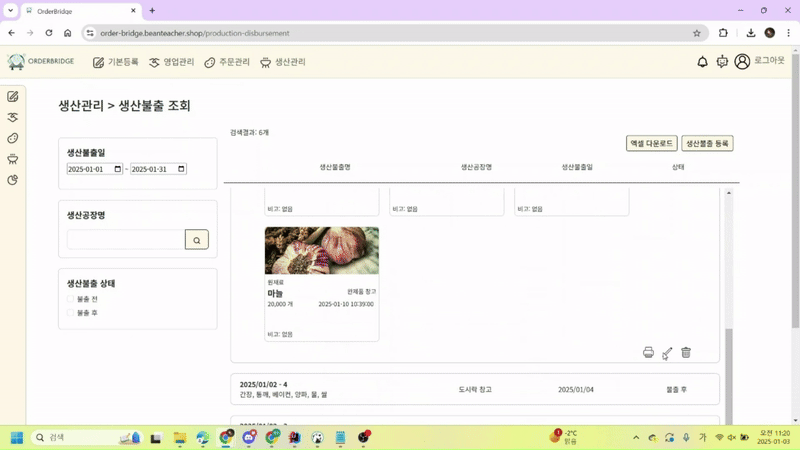 OrderBridge
order-bridge.beanteacher.shop/production-disbursement
ORDERBRIDGE
기본등록
영업관리
주문관리
생산관리
로그아웃
생산관리 > 생산불출 조회
검색결과: 6개
엑셀 다운로드
생산불출 등록
생산불출일
2025-01-01 ~ 2025-01-31
생산공장명
생산불출 상태
불출 전
불출 후
생산불출명
생산공장명
생산불출일
상태
비고: 없음
비고: 없음
비고: 없음
원재료
마늘
완제품 창고
20,000 개
2025-01-10 10:39:00
비고: 없음
2025/01/02 - 4
간장, 통깨, 베이컨, 양파, 물, 쌀
도시락 창고
2025/01/04
불출 후
검색
-2°C
맑음
가
오전 11:20
2025-01-03